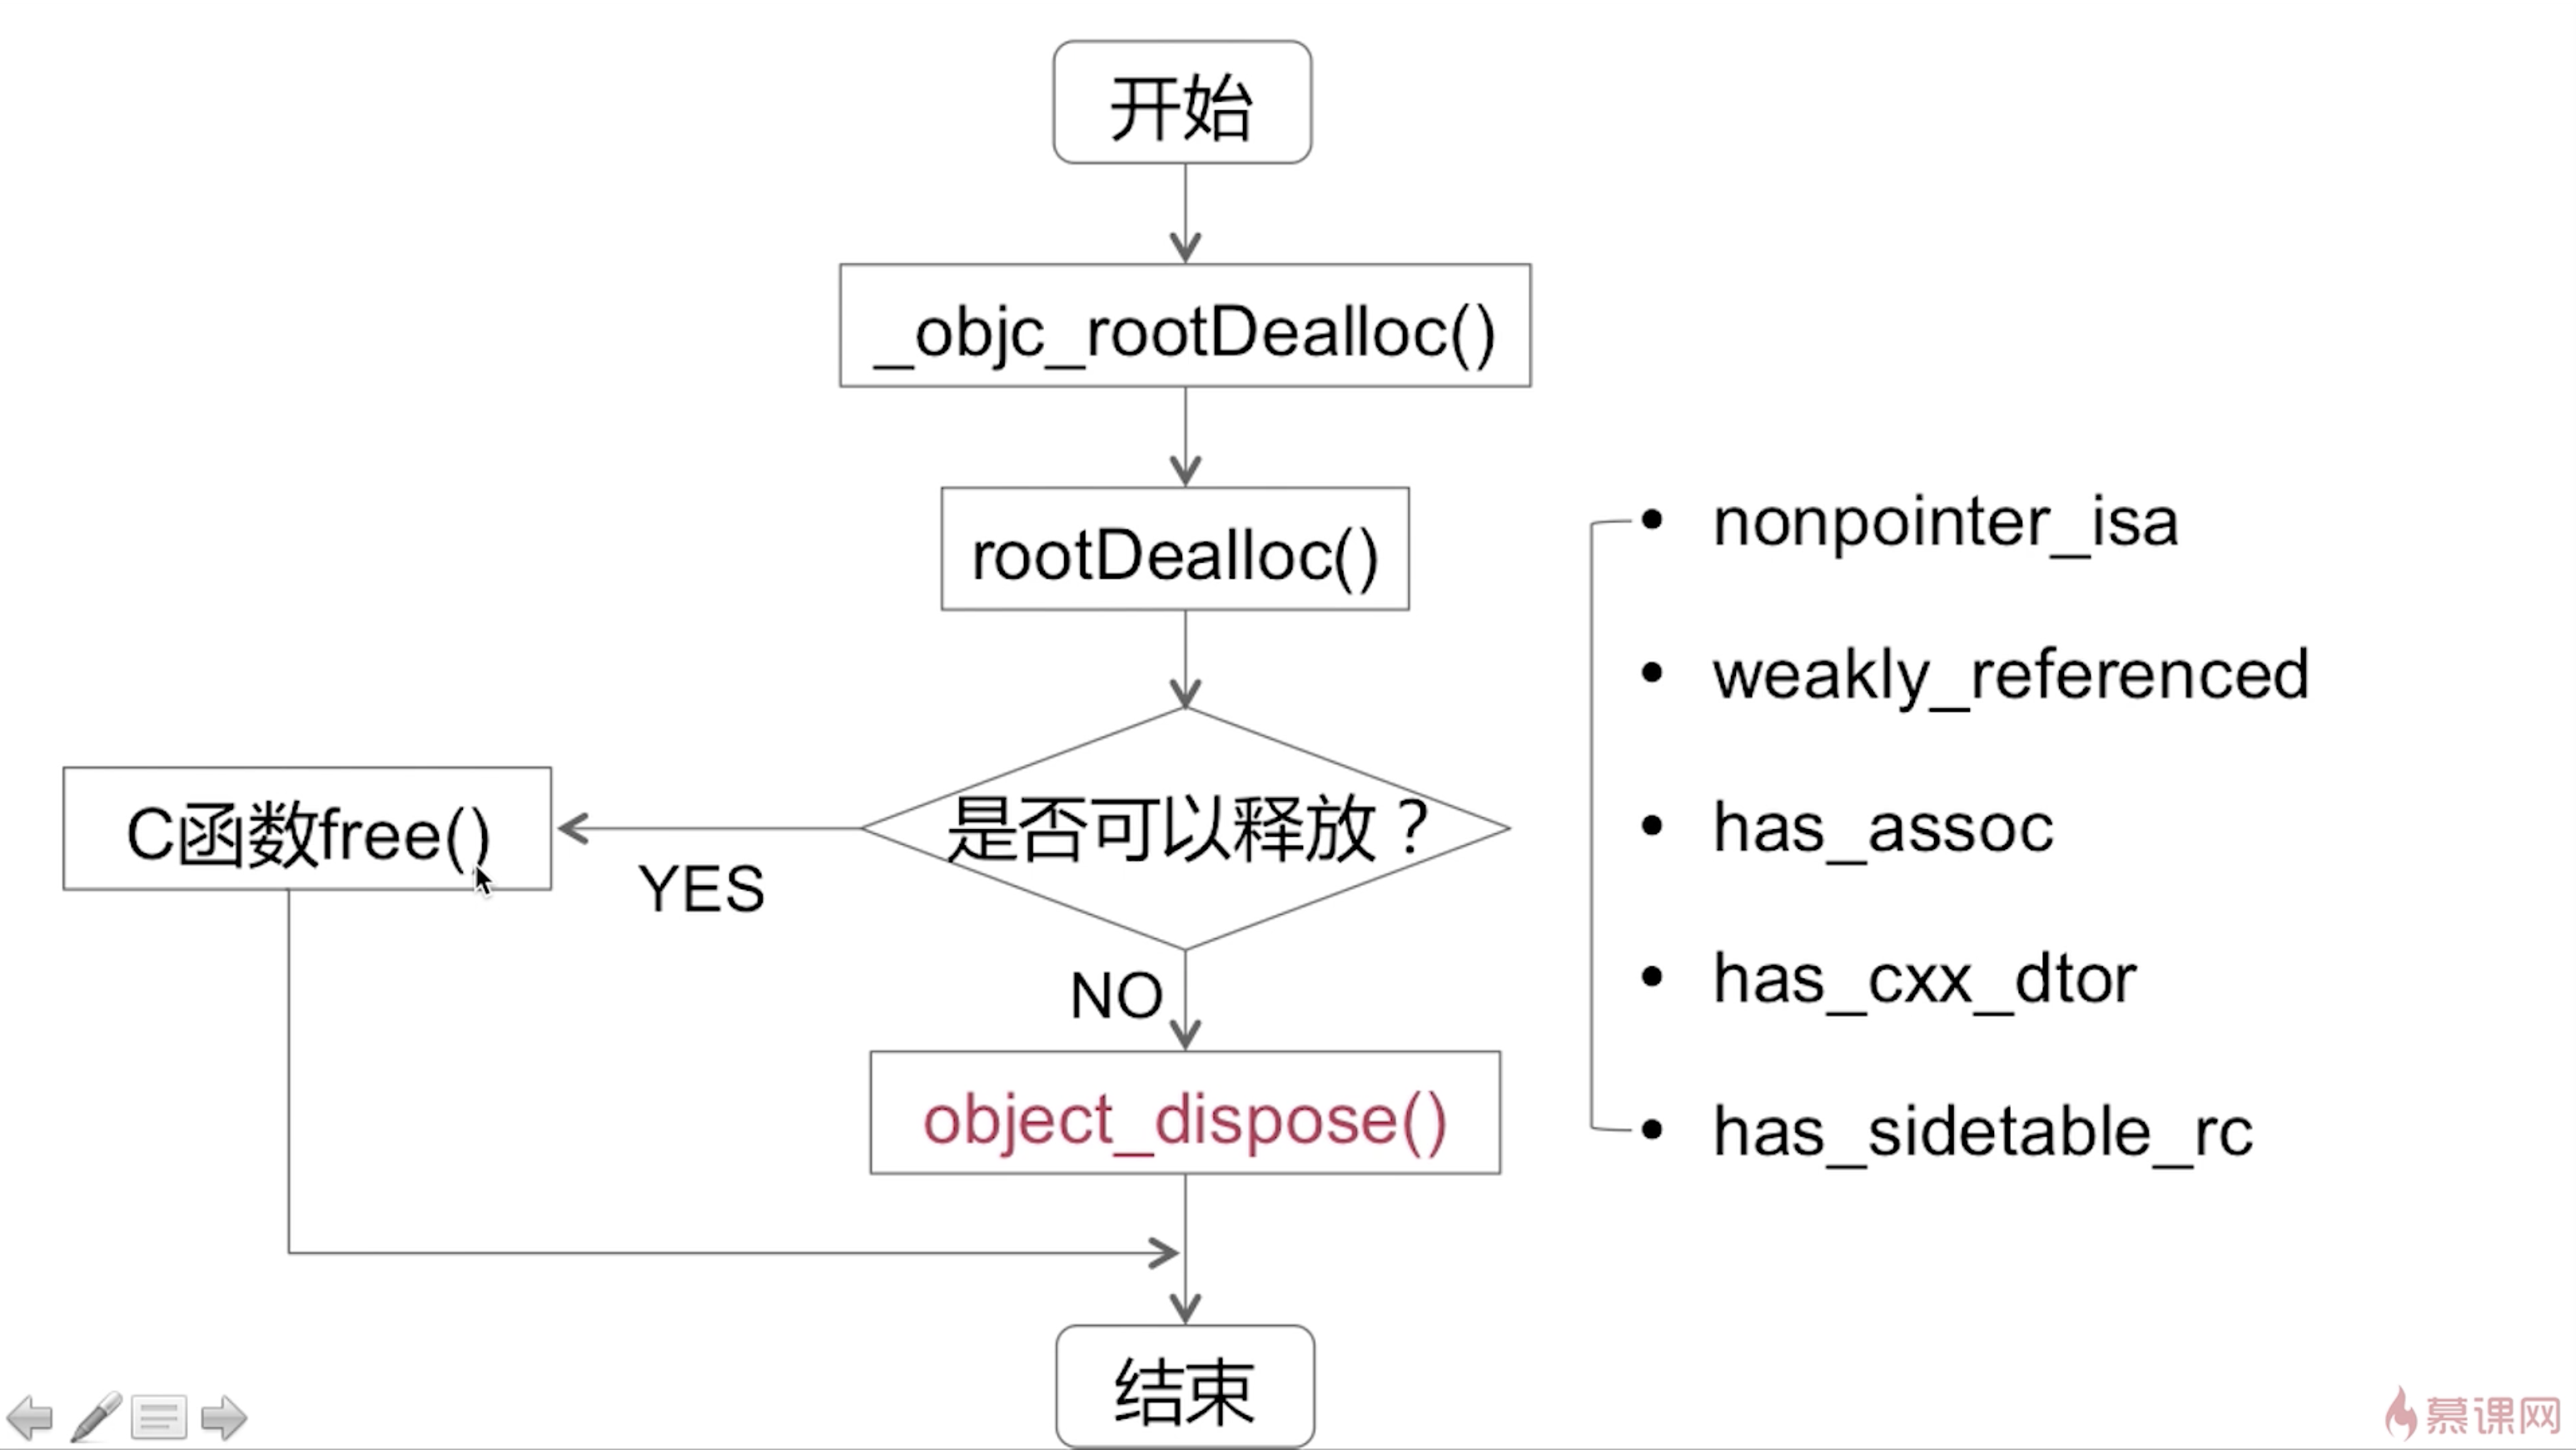 开始
_objc_rootDealloc()
rootDealloc()
是否可以释放？
YES
C函数free()
NO
object_dispose()
结束
• nonpointer_isa
• weakly_referenced
• has_assoc
• has_cxx_dtor
• has_sidetable_rc
慕课网